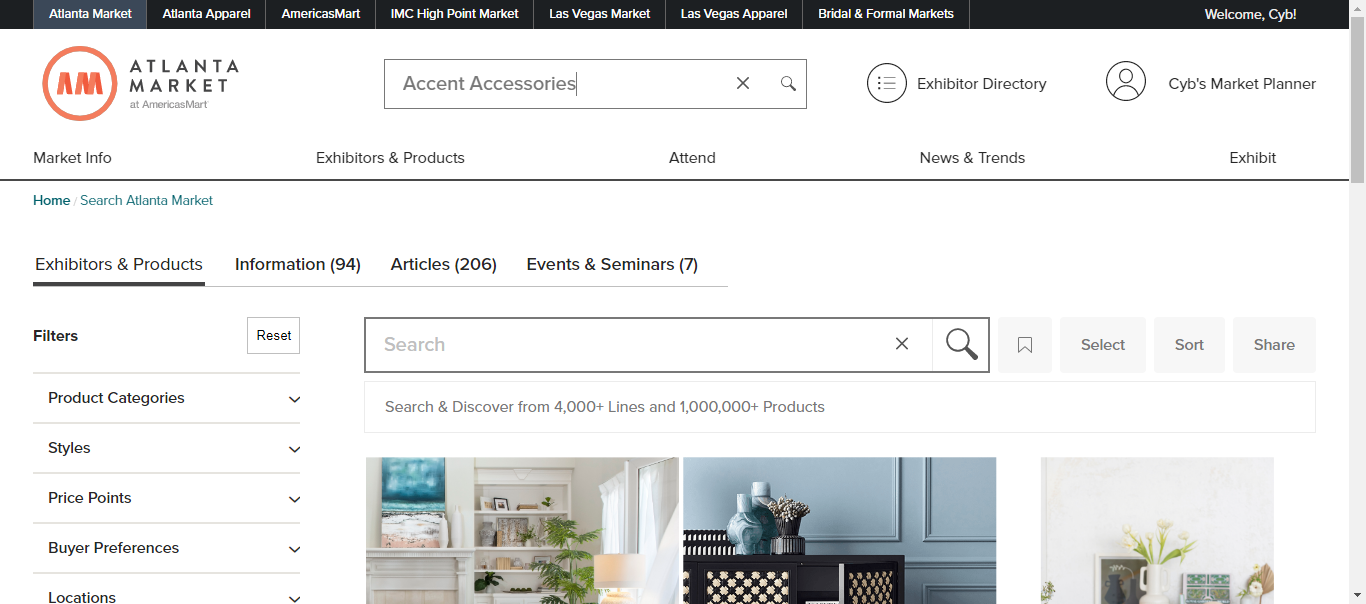 Atlanta Market
Atlanta Apparel
AmericasMart
IMC High Point Market
Las Vegas Market
Las Vegas Apparel
Bridal & Formal Markets
Welcome, Cyb!
AM
ATLANTA
MARKET
at AmericasMart
Accent Accessories
Exhibitor Directory
Cyb's Market Planner
Market Info
Exhibitors & Products
Attend
News & Trends
Exhibit
Home / Search Atlanta Market
Exhibitors & Products
Information (94)
Articles (206)
Events & Seminars (7)
Filters
Reset
Search
Select
Sort
Share
Product Categories
Search & Discover from 4,000+ Lines and 1,000,000+ Products
Styles
Price Points
Buyer Preferences
Locations